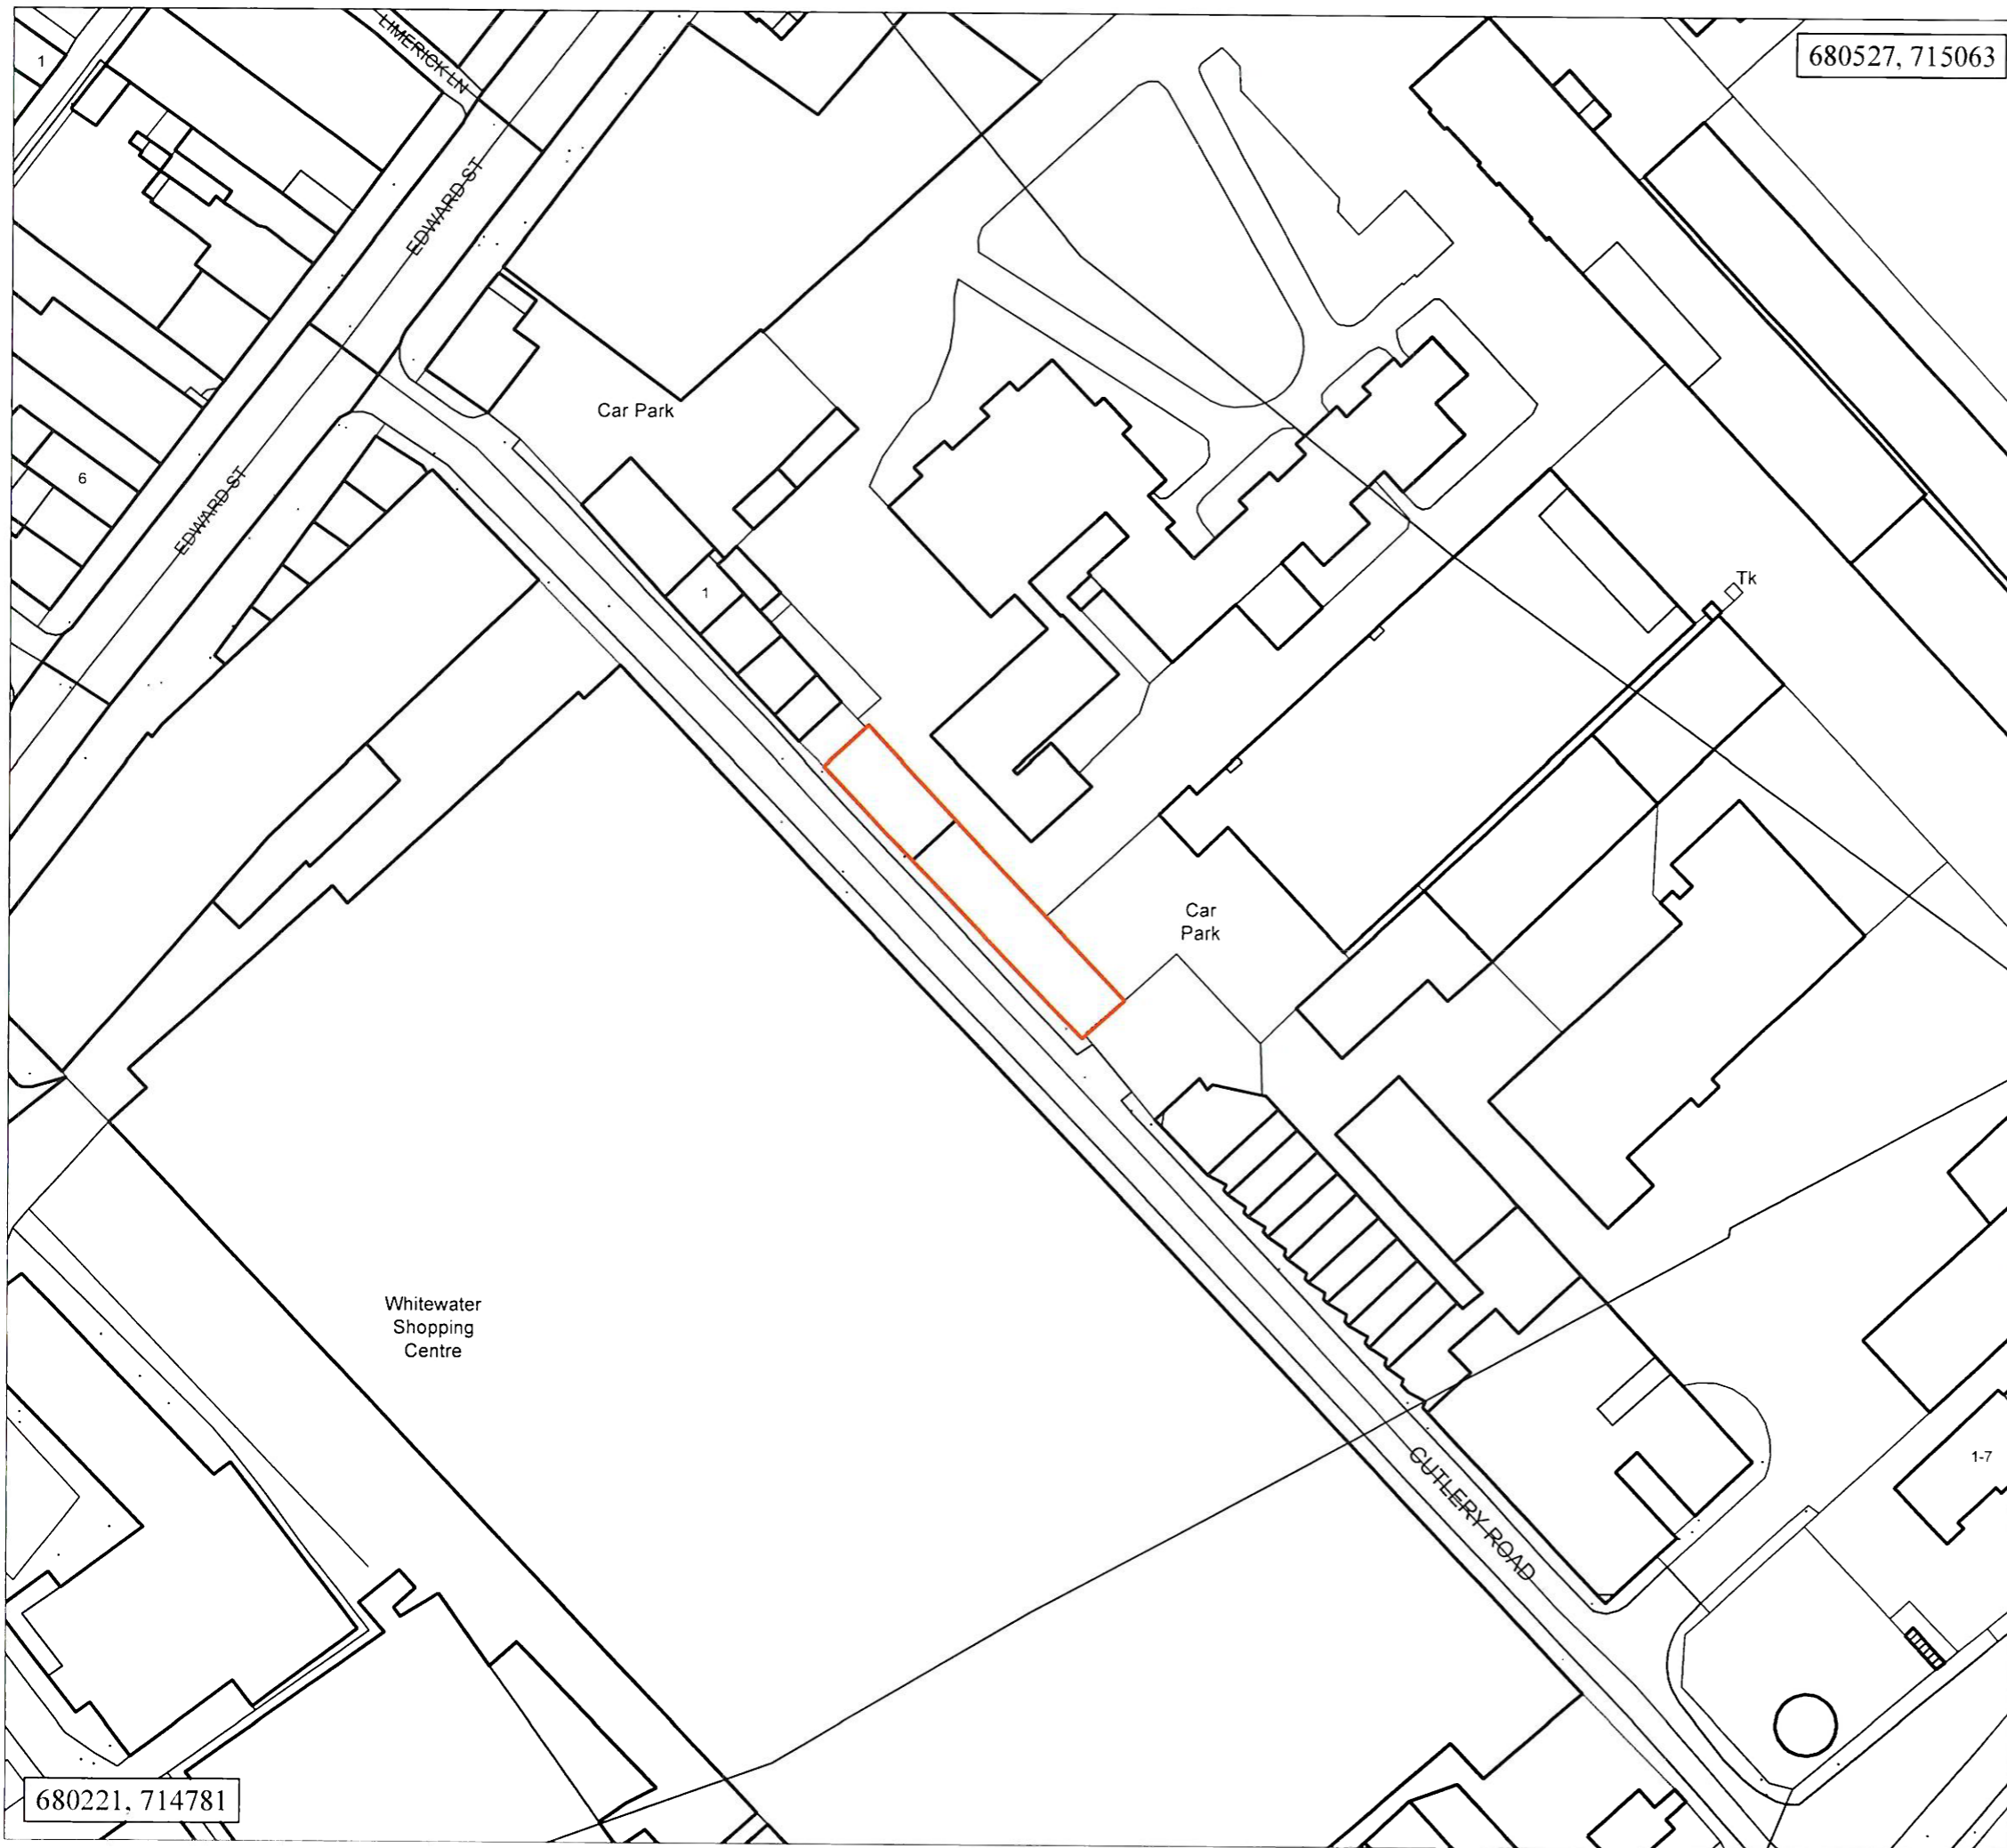 LIMERICK LN
1
680527, 715063
EDWARD ST
Car Park
6
EDWARD ST
Tk
1
Car
Park
Whitewater
Shopping
Centre
CUTLERY ROAD
1-7
680221, 714781